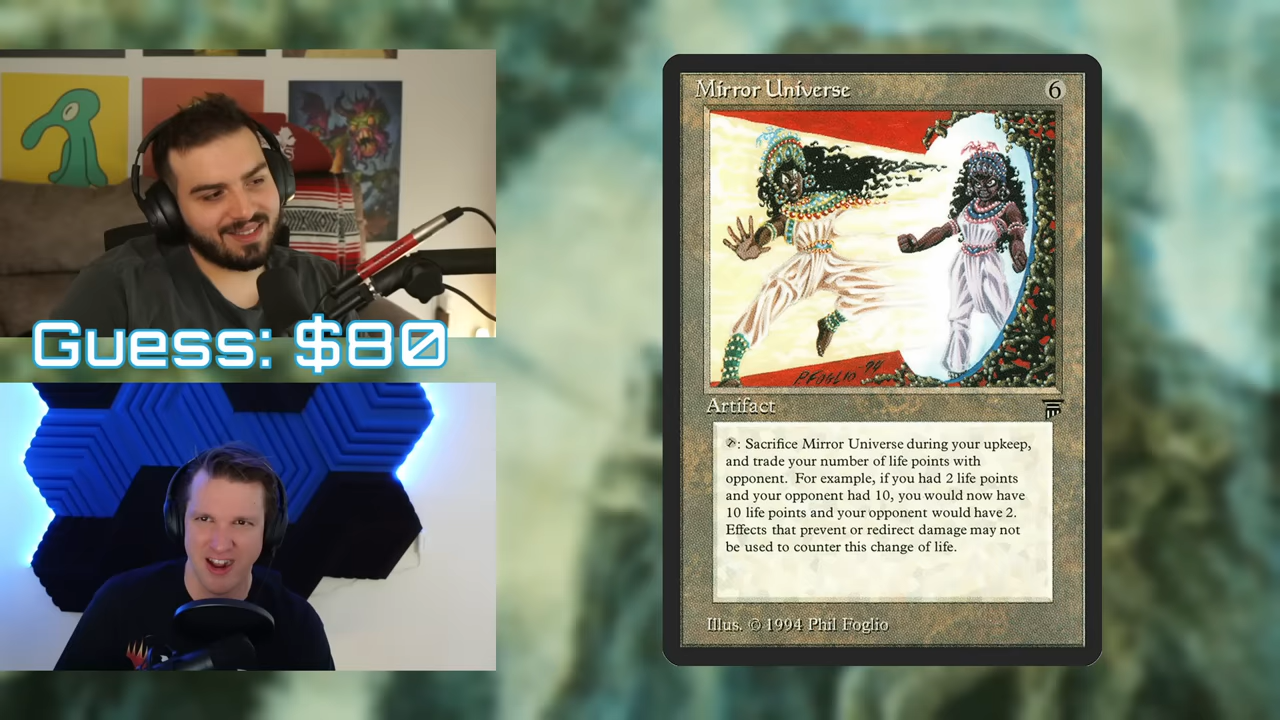 Guess: $80
Mirror Universe
6
P FOGLIO 94
Artifact
: Sacrifice Mirror Universe during your upkeep,
and trade your number of life points with
opponent. For example, if you had 2 life points
and your opponent had 10, you would now have
10 life points and your opponent would have 2.
Effects that prevent or redirect damage may not
be used to counter this change of life.
Illus. © 1994 Phil Foglio